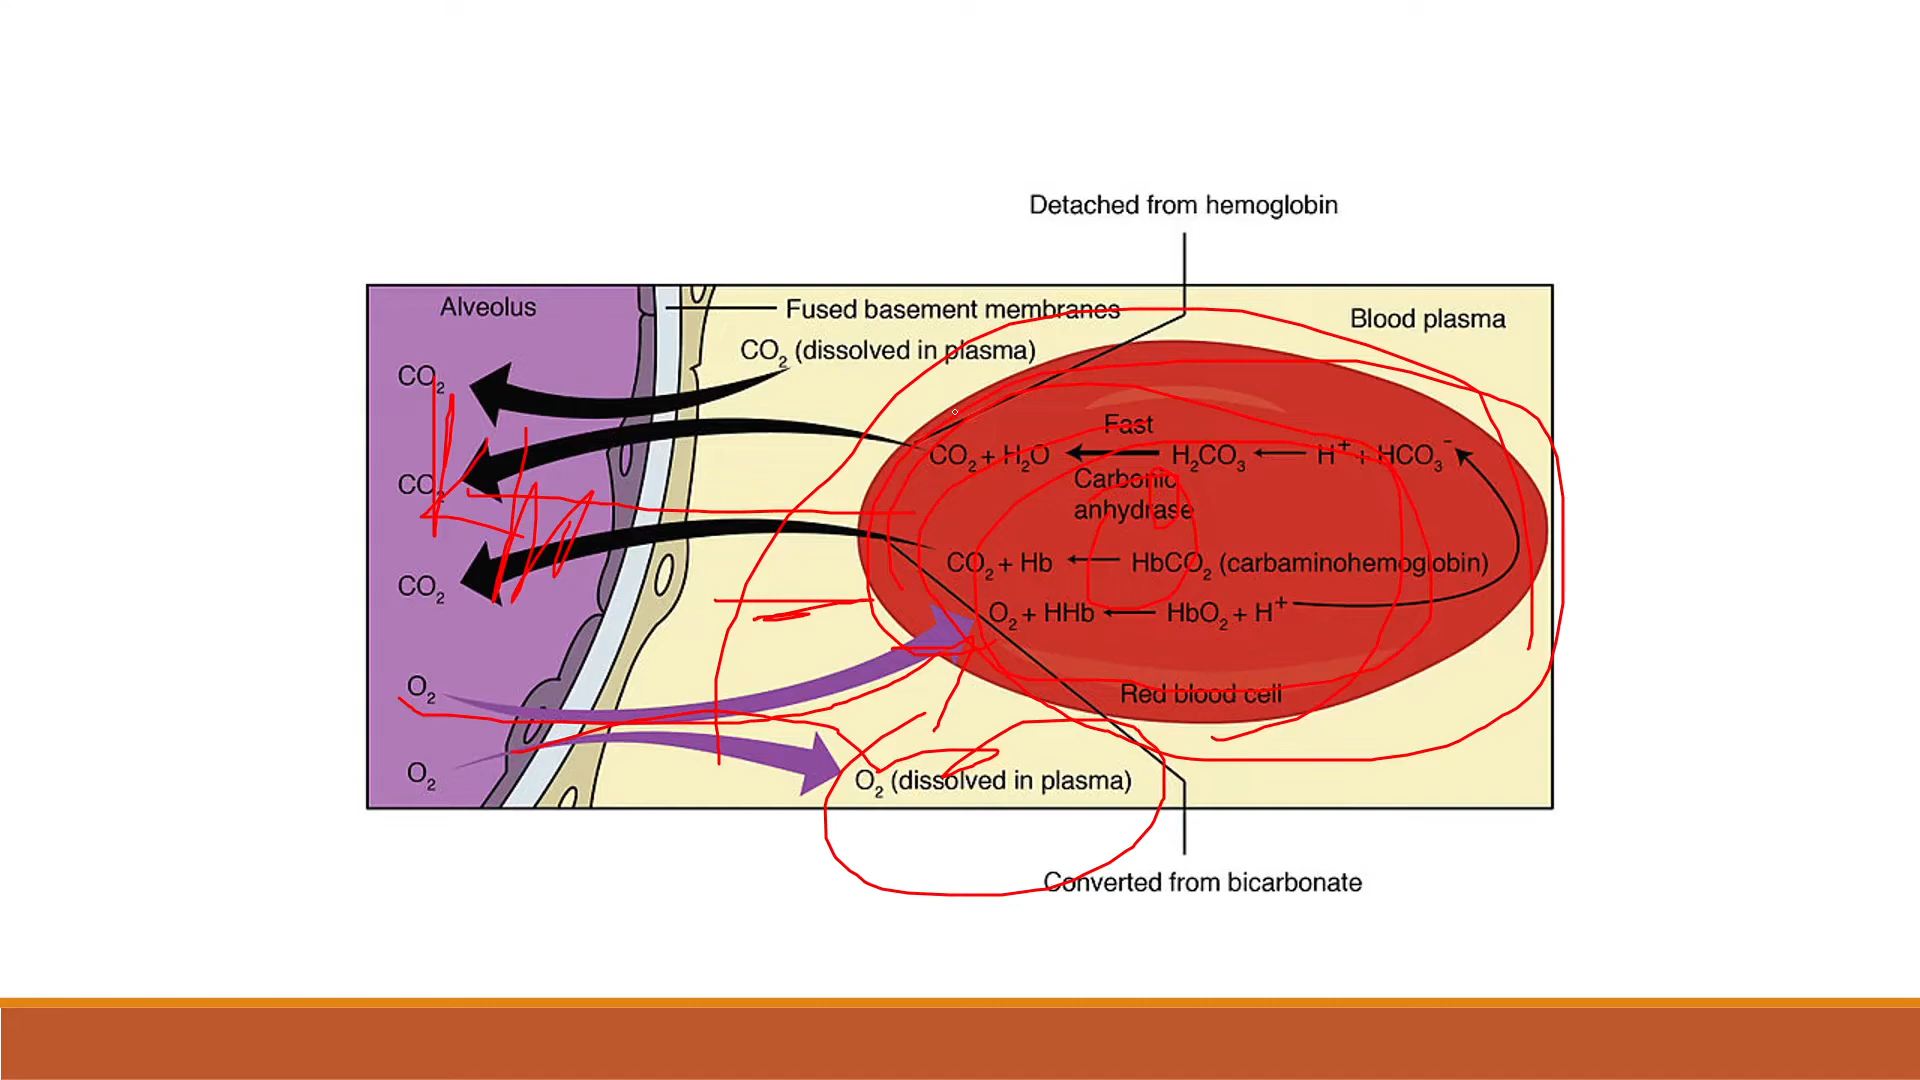 Detached from hemoglobin
Alveolus
Fused basement membranes
Blood plasma
CO₂ (dissolved in plasma)
CO₂
Fast
CO₂ + H₂O ← H₂CO₃ ← H⁺ + HCO₃⁻
Carbonic
anhydrase
CO₂
CO₂ + Hb ← HbCO₂ (carbaminohemoglobin)
CO₂
O₂ + HHb ← HbO₂ + H⁺
O₂
Red blood cell
O₂
O₂ (dissolved in plasma)
Converted from bicarbonate